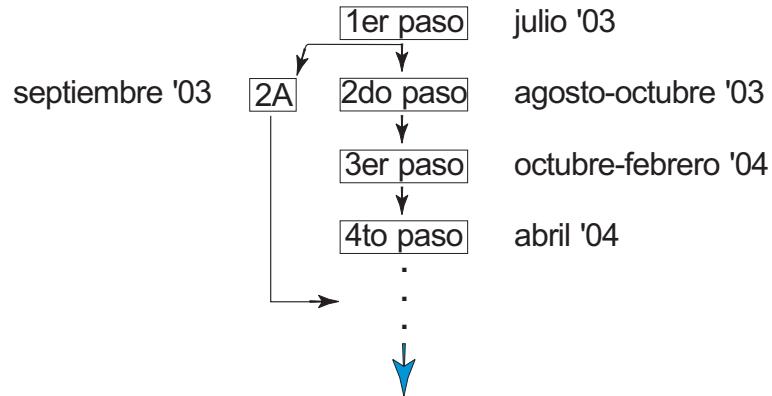 1er paso julio '03
septiembre '03 2A 2do paso agosto-octubre '03
3er paso octubre-febrero '04
4to paso abril '04